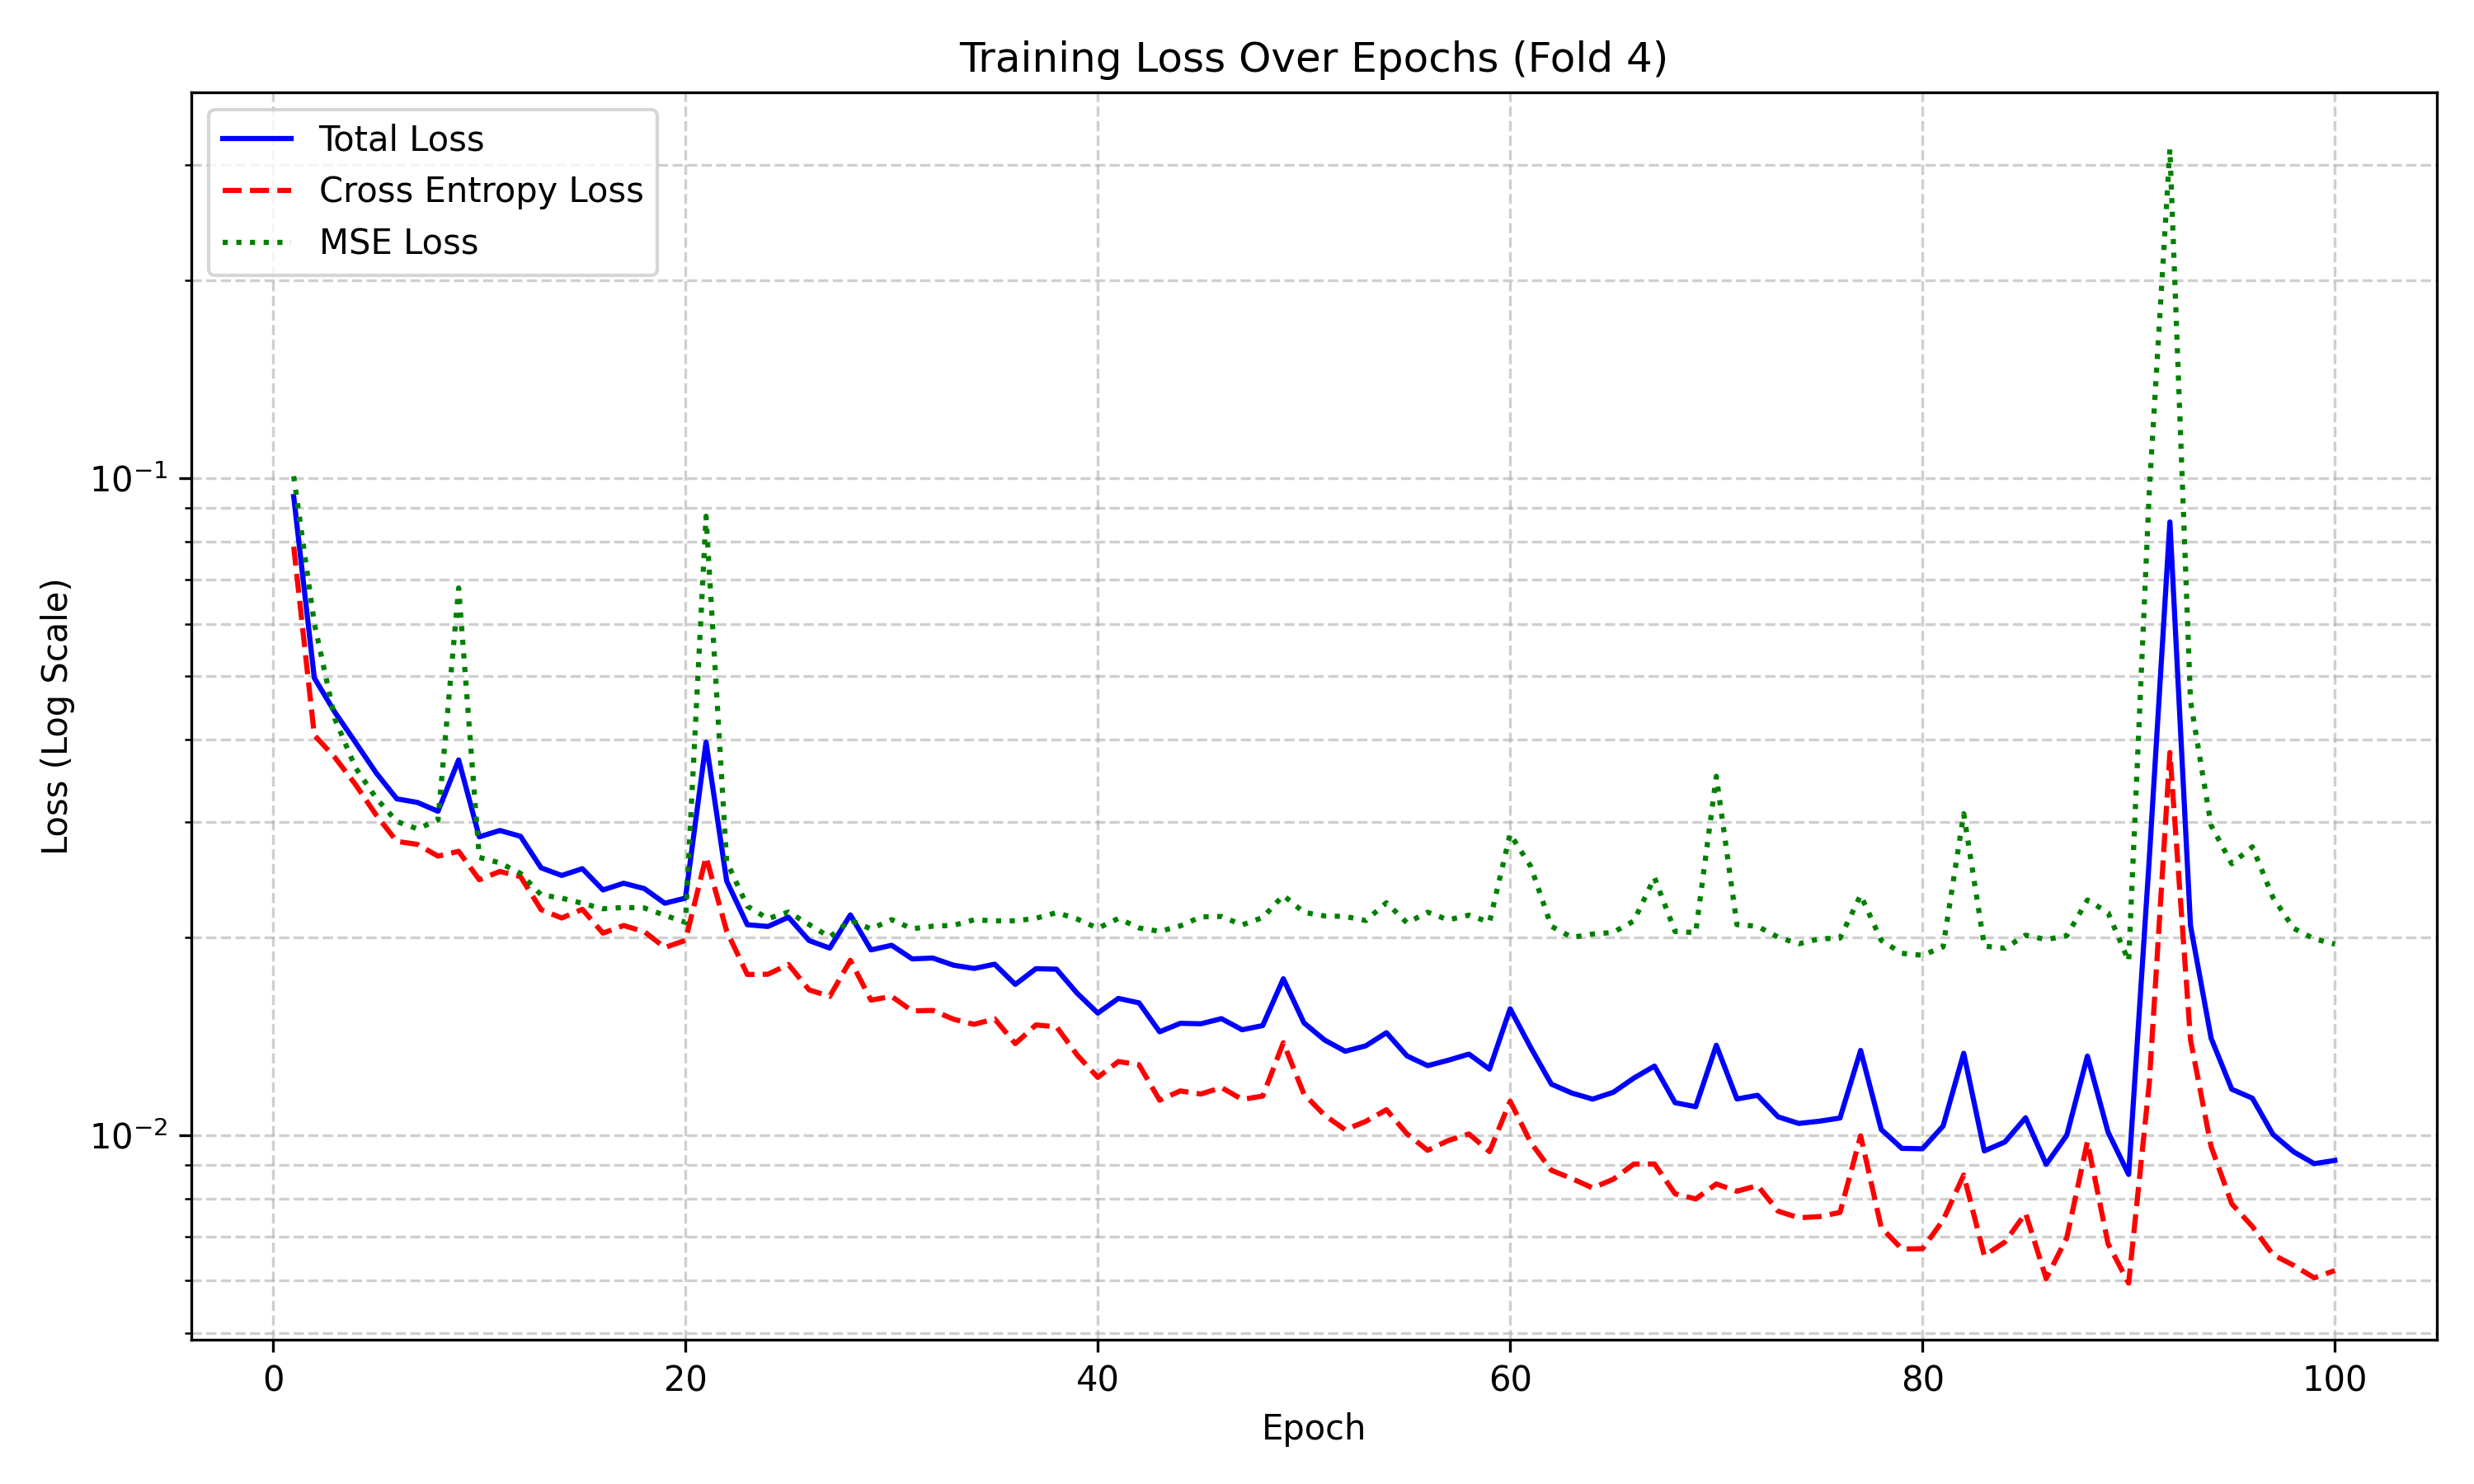 Training Loss Over Epochs (Fold 4)
Total Loss
Cross Entropy Loss
MSE Loss
Loss (Log Scale)
10⁻¹
10⁻²
0 20 40 60 80 100
Epoch